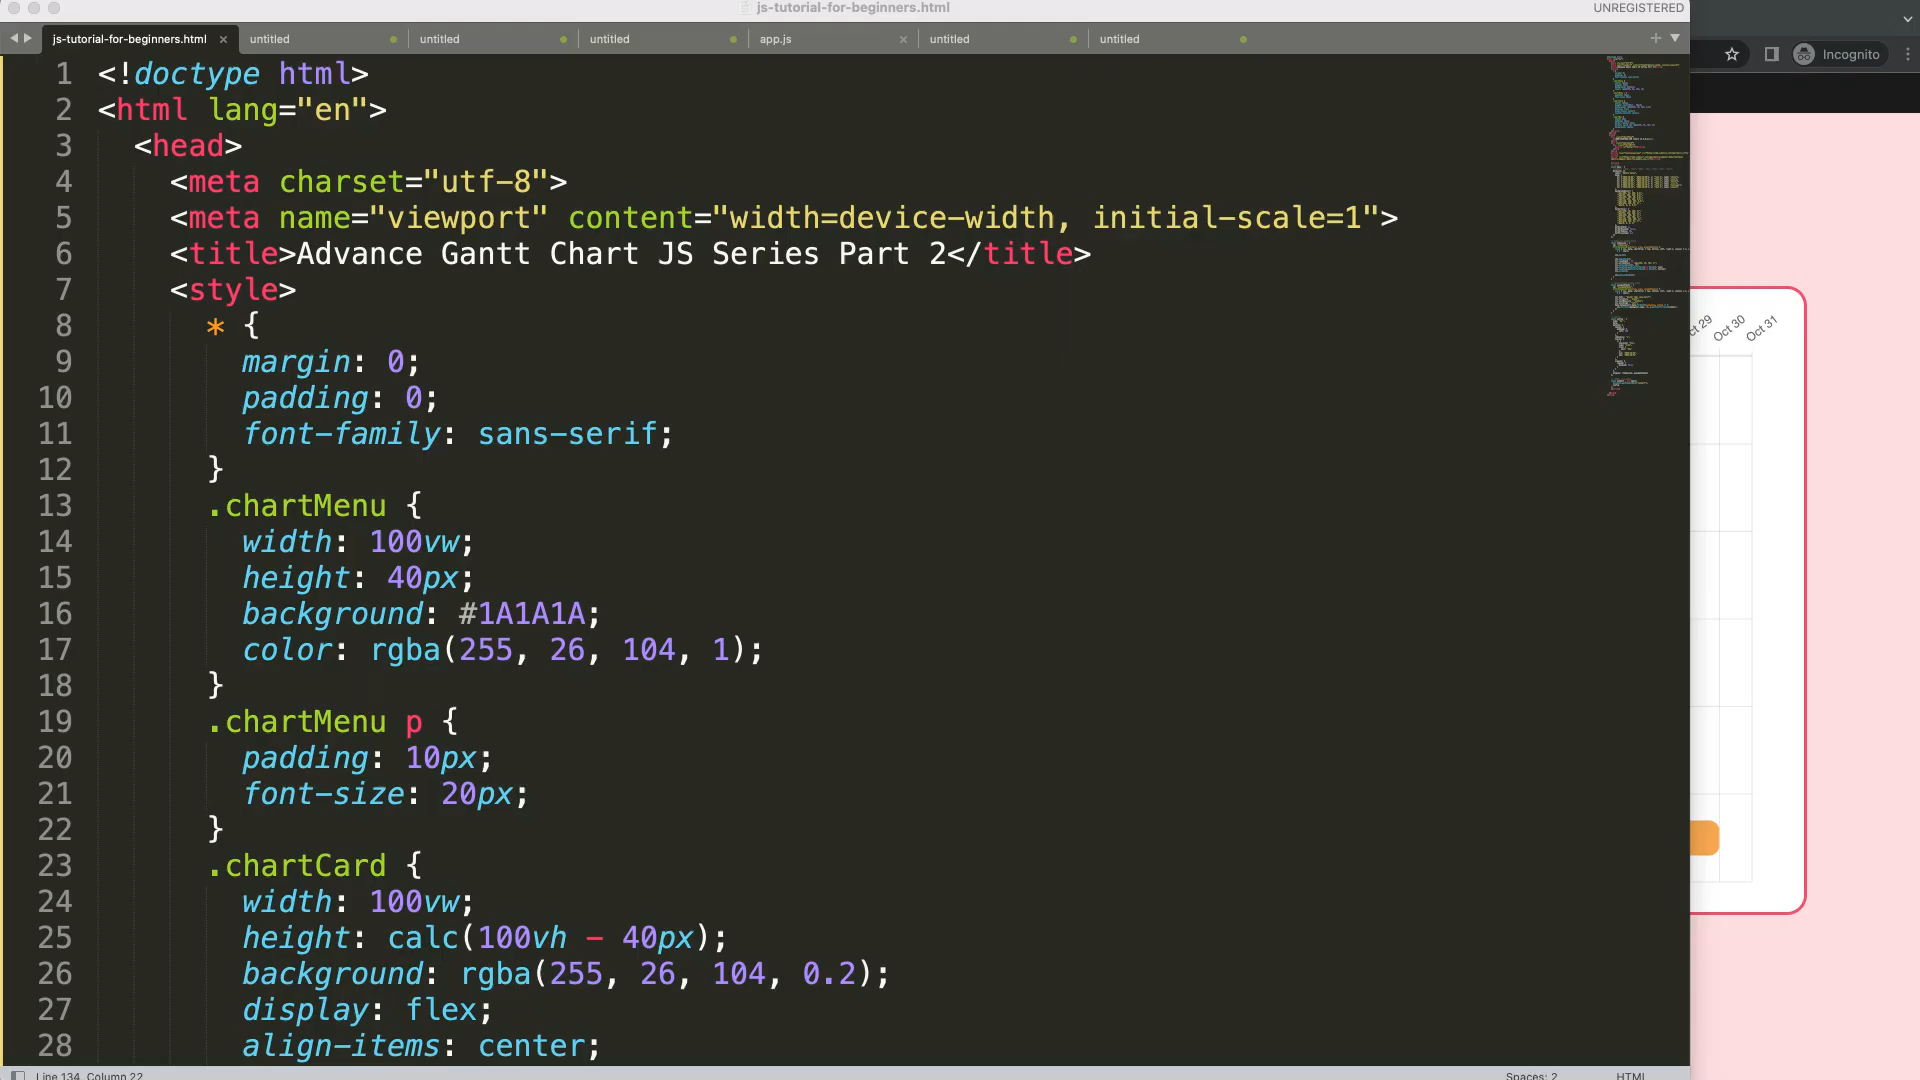 js-tutorial-for-beginners.html
UNREGISTERED
js-tutorial-for-beginners.html × untitled untitled untitled app.js × untitled untitled
Incognito
1 <!doctype html>
2 <html lang="en">
3 <head>
4 <meta charset="utf-8">
5 <meta name="viewport" content="width=device-width, initial-scale=1">
6 <title>Advance Gantt Chart JS Series Part 2</title>
7 <style>
8 * {
9 margin: 0;
10 padding: 0;
11 font-family: sans-serif;
12 }
13 .chartMenu {
14 width: 100vw;
15 height: 40px;
16 background: #1A1A1A;
17 color: rgba(255, 26, 104, 1);
18 }
19 .chartMenu p {
20 padding: 10px;
21 font-size: 20px;
22 }
23 .chartCard {
24 width: 100vw;
25 height: calc(100vh - 40px);
26 background: rgba(255, 26, 104, 0.2);
27 display: flex;
28 align-items: center;
ct 29 Oct 30 Oct 31
Line 134, Column 22
Spaces: 2
HTML